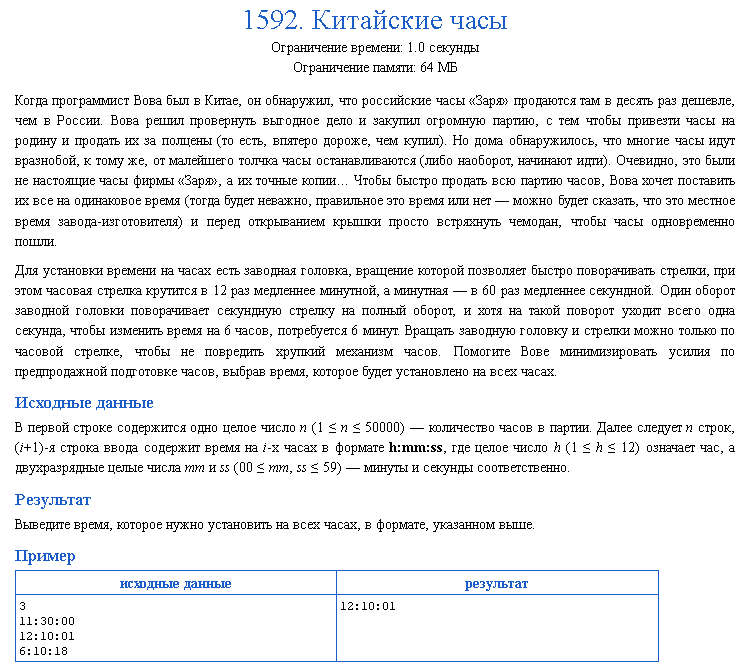 1592. Китайские часы
Ограничение времени: 1.0 секунды
Ограничение памяти: 64 МБ
Когда программист Вова был в Китае, он обнаружил, что российские часы «Заря» продаются там в десять раз дешевле,
чем в России. Вова решил провернуть выгодное дело и закупил огромную партию, с тем чтобы привезти часы на
родину и продать их за полцены (то есть, впятеро дороже, чем купил). Но дома обнаружилось, что многие часы идут
вразнобой, к тому же, от малейшего толчка часы останавливаются (либо наоборот, начинают идти). Очевидно, это были
не настоящие часы фирмы «Заря», а их точные копии… Чтобы быстро продать всю партию часов, Вова хочет поставить
их все на одинаковое время (тогда будет неважно, правильное это время или нет — можно будет сказать, что это местное
время завода-изготовителя) и перед открыванием крышки просто встряхнуть чемодан, чтобы часы одновременно
пошли.
Для установки времени на часах есть заводная головка, вращение которой позволяет быстро поворачивать стрелки, при
этом часовая стрелка крутится в 12 раз медленнее минутной, а минутная — в 60 раз медленнее секундной. Один оборот
заводной головки поворачивает секундную стрелку на полный оборот, и хотя на такой поворот уходит всего одна
секунда, чтобы изменить время на 6 часов, потребуется 6 минут. Вращать заводную головку и стрелки можно только по
часовой стрелке, чтобы не повредить хрупкий механизм часов. Помогите Вове минимизировать усилия по
предпродажной подготовке часов, выбрав время, которое будет установлено на всех часах.
Исходные данные
В первой строке содержится одно целое число n (1 ≤ n ≤ 50000) — количество часов в партии. Далее следует n строк,
(i+1)-я строка ввода содержит время на i-х часах в формате h:mm:ss, где целое число h (1 ≤ h ≤ 12) означает час, а
двухразрядные целые числа mm и ss (00 ≤ mm, ss ≤ 59) — минуты и секунды соответственно.
Результат
Выведите время, которое нужно установить на всех часах, в формате, указанном выше.
Пример
исходные данные результат
3 12:10:01
11:30:00
12:10:01
6:10:18